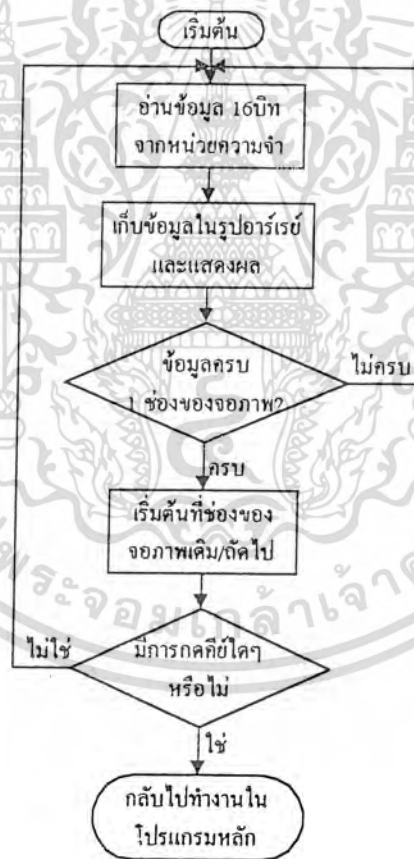 เริ่มต้น
อ่านข้อมูล 16บิท
จากหน่วยความจำ
เก็บข้อมูลในรูปอาร์เรย์
และแสดงผล
ข้อมูลครบ
1 ช่องของจอภาพ?
ไม่ครบ
ครบ
เริ่มต้นที่ช่องของ
จอภาพเดิม/ถัดไป
ไม่ใช่
มีการกดคีย์ใดๆ
หรือไม่
ใช่
กลับไปทำงานใน
โปรแกรมหลัก